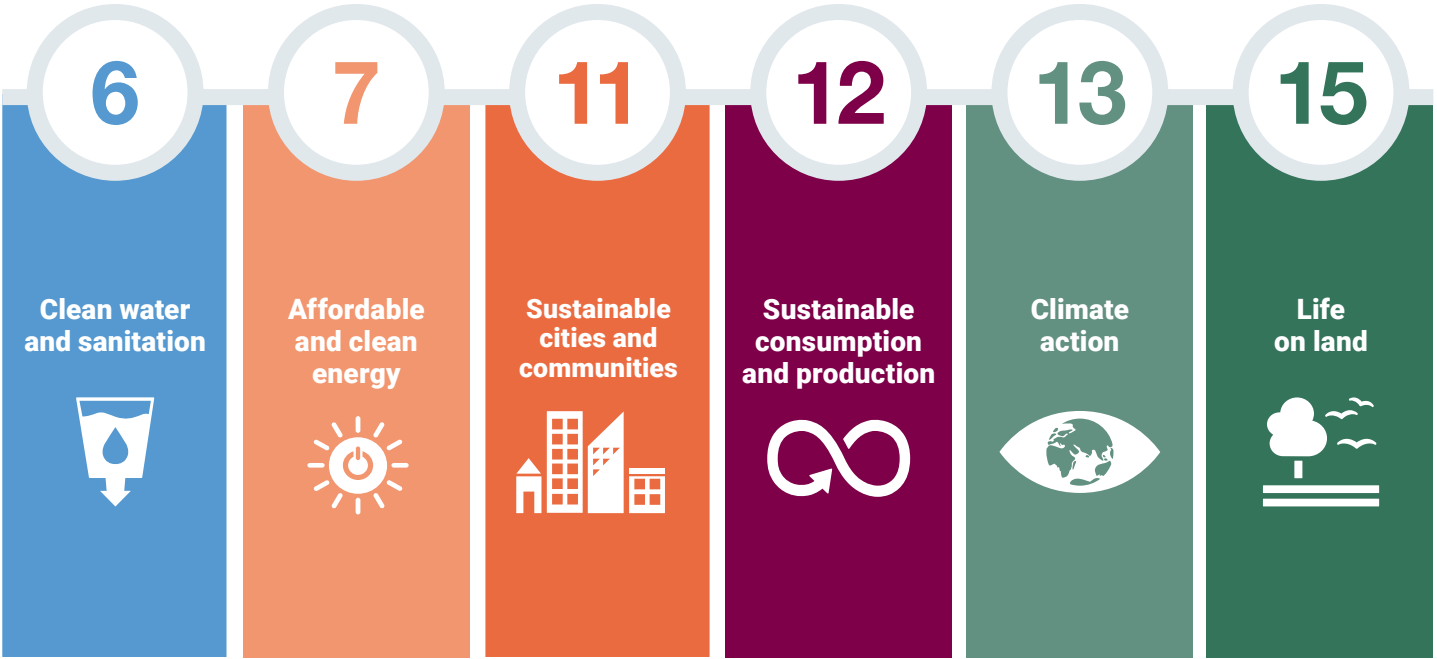 6
Clean water
and sanitation
7
Affordable
and clean
energy
11
Sustainable
cities and
communities
12
Sustainable
consumption
and production
13
Climate
action
15
Life
on land